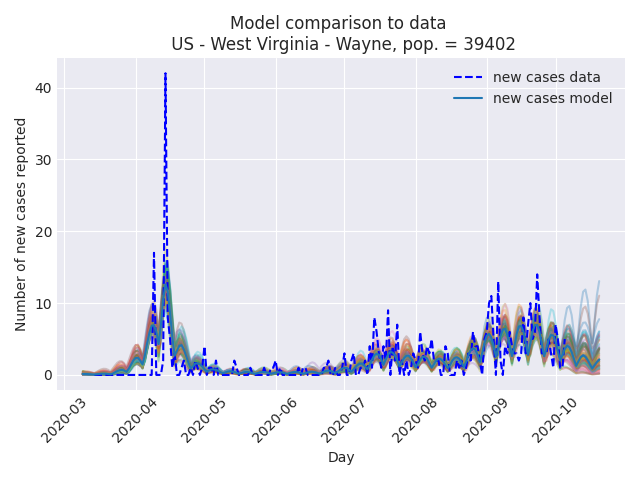 Model comparison to data
US - West Virginia - Wayne, pop. = 39402
new cases data
new cases model
Number of new cases reported
40
30
20
10
0
2020-03
2020-04
2020-05
2020-06
2020-07
2020-08
2020-09
2020-10
Day